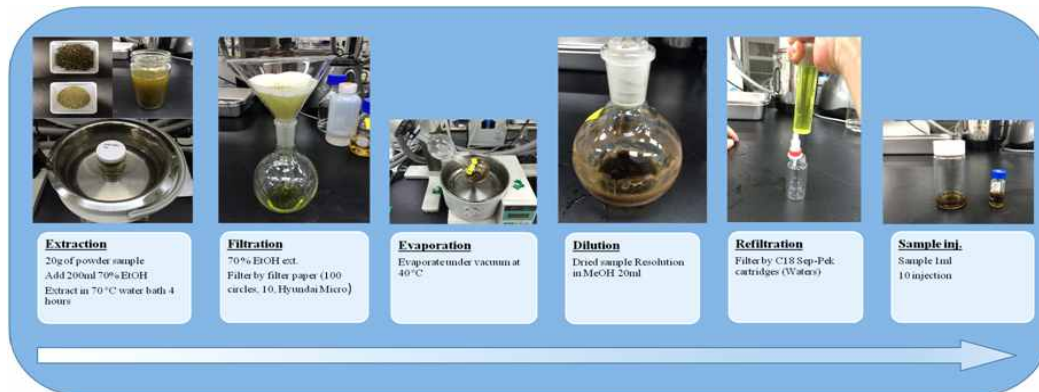 Extraction
20g of powder sample
Add 200ml 70% EtOH
Extract in 70 °C water bath 4
hours
Filtration
70% EtOH ext.
Filter by filter paper (100
circles, 10, Hyundai Micro)
Evaporation
Evaporate under vacuum at
40 °C
Dilution
Dried sample Resolution
in MeOH 20ml
Refiltration
Filter by C18 Sep-Pek
cartridges (Waters)
Sample inj.
Sample 1ml
10 injection